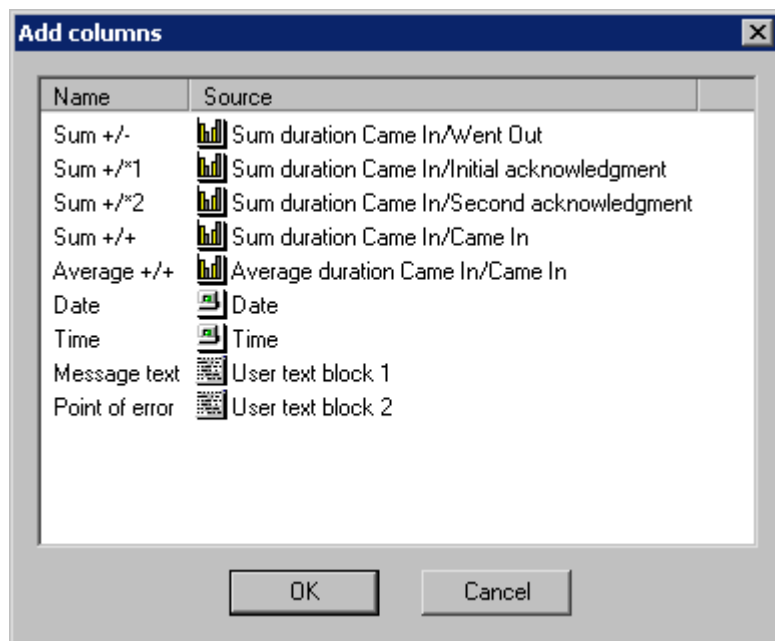 Add columns
Name Source
Sum +/- Sum duration Came In/Went Out
Sum +/*1 Sum duration Came In/Initial acknowledgment
Sum +/*2 Sum duration Came In/Second acknowledgment
Sum +/+ Sum duration Came In/Came In
Average +/+ Average duration Came In/Came In
Date Date
Time Time
Message text User text block 1
Point of error User text block 2
OK Cancel